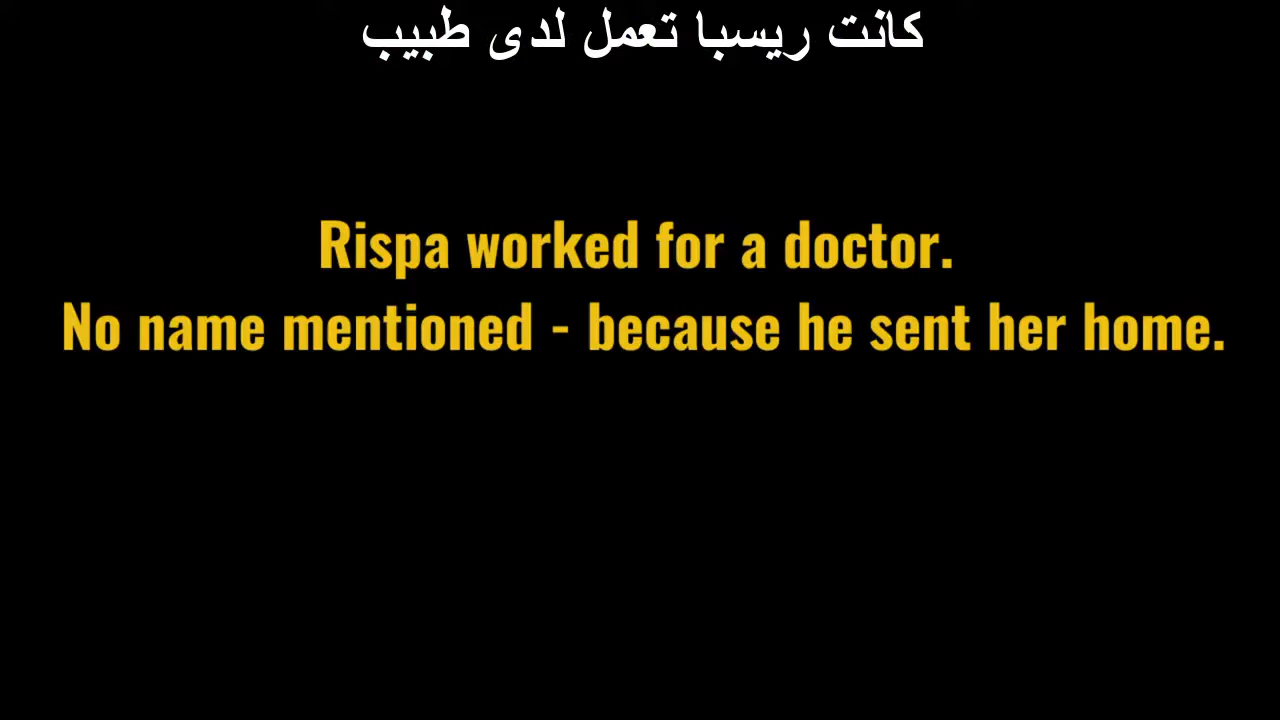 كانت ريسبا تعمل لدى طبيب
Rispa worked for a doctor.
No name mentioned - because he sent her home.